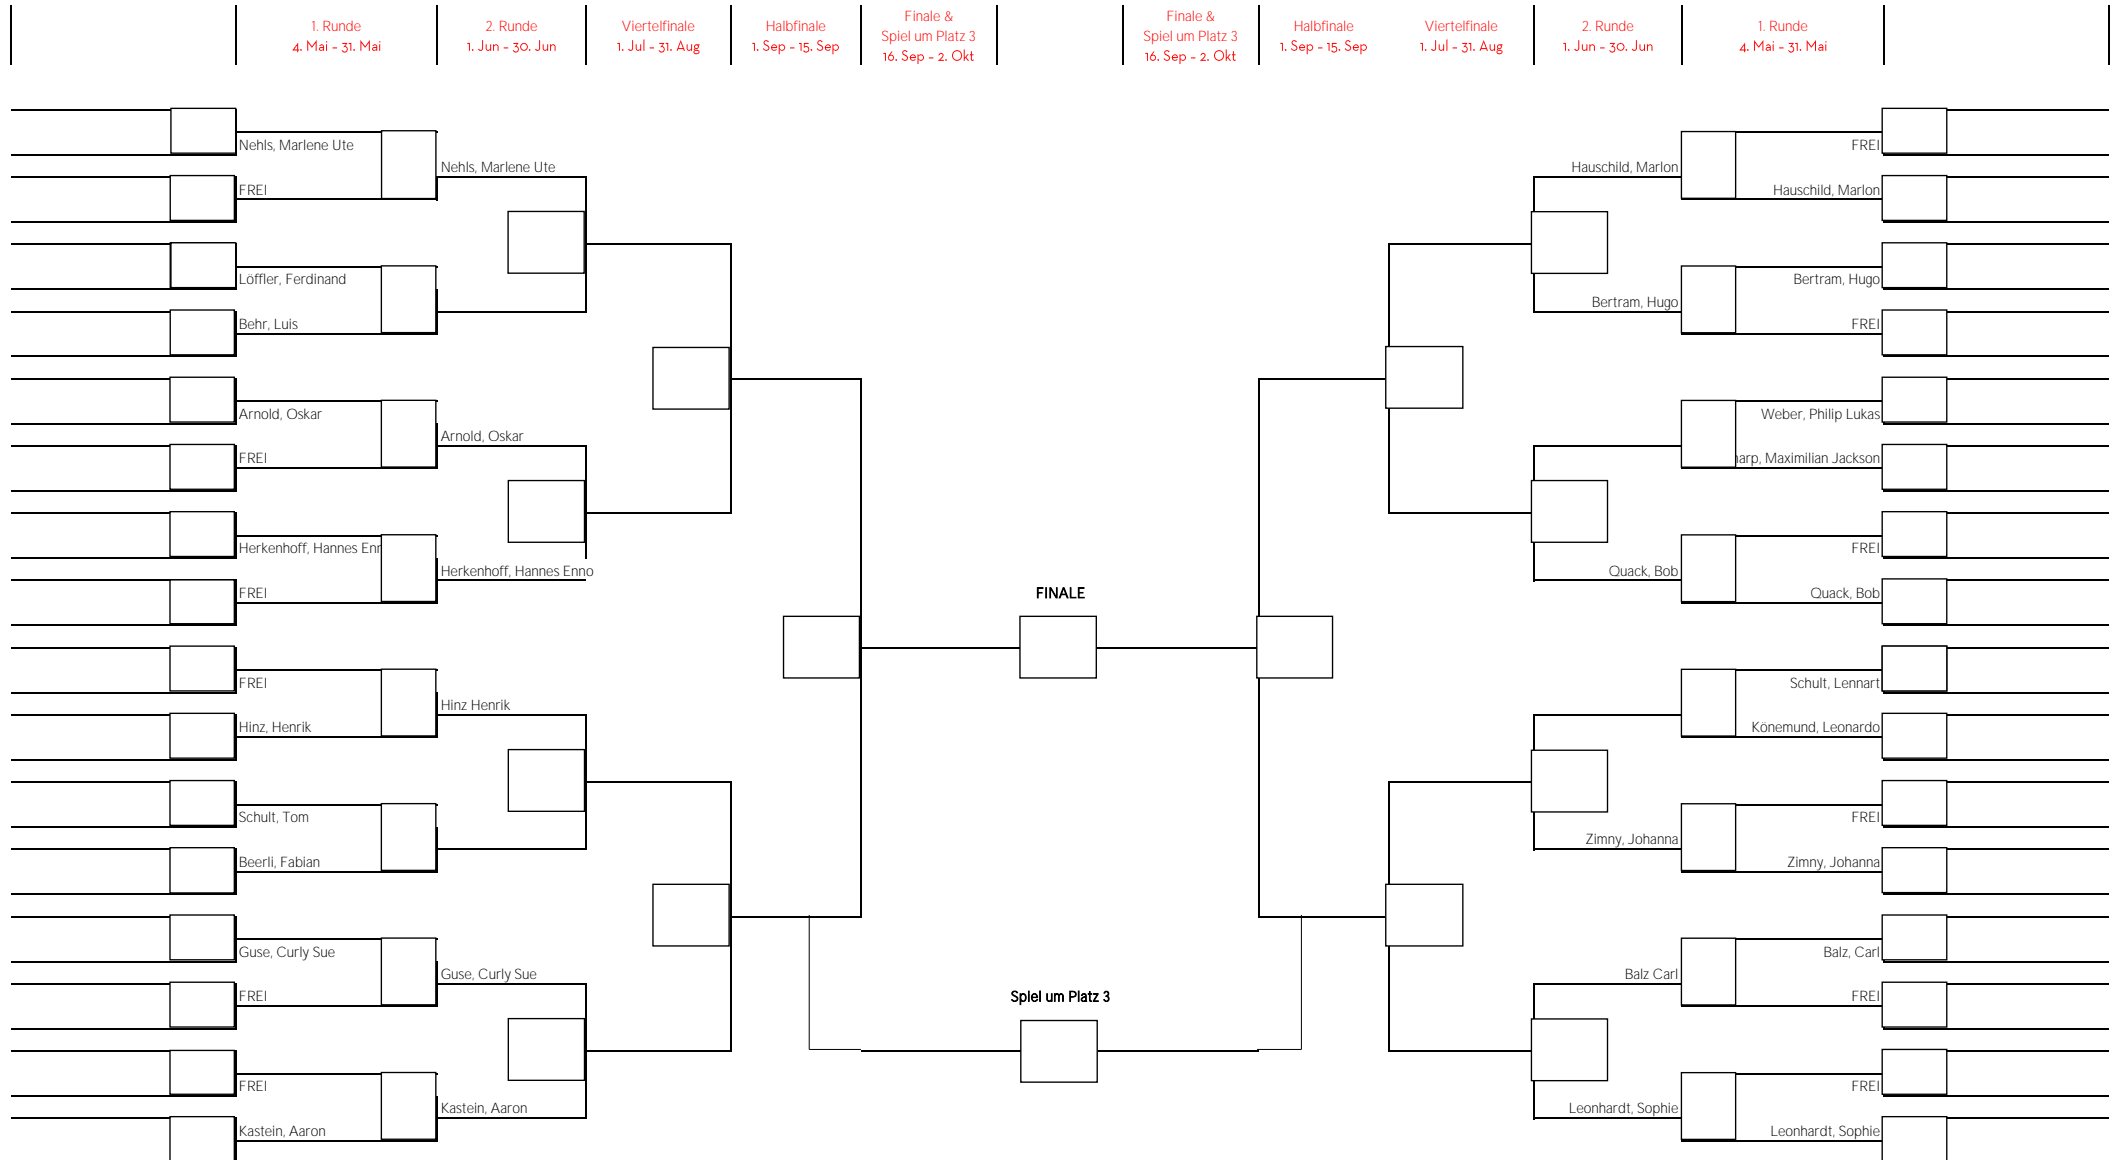 1. Runde
4. Mai - 31. Mai
2. Runde
1. Jun - 30. Jun
Viertelfinale
1. Jul - 31. Aug
Halbfinale
1. Sep - 15. Sep
Finale &
Spiel um Platz 3
16. Sep - 2. Okt
Finale &
Spiel um Platz 3
16. Sep - 2. Okt
Halbfinale
1. Sep - 15. Sep
Viertelfinale
1. Jul - 31. Aug
2. Runde
1. Jun - 30. Jun
1. Runde
4. Mai - 31. Mai
Nehls, Marlene Ute
FREI
Löffler, Ferdinand
Behr, Luis
Arnold, Oskar
FREI
Herkenhoff, Hannes Enn
FREI
FREI
Hinz, Henrik
Schult, Tom
Beerli, Fabian
Guse, Curly Sue
FREI
FREI
Kastein, Aaron
Nehls, Marlene Ute
Arnold, Oskar
Herkenhoff, Hannes Enno
Hinz Henrik
Guse, Curly Sue
Kastein, Aaron
FINALE
Spiel um Platz 3
Hauschild, Marlon
Bertram, Hugo
Quack, Bob
Zimny, Johanna
Balz Carl
Leonhardt, Sophie
FREI
Hauschild, Marlon
Bertram, Hugo
FREI
Weber, Philip Lukas
Maximilian Jackson
FREI
Quack, Bob
Schult, Lennart
Könemund, Leonardo
FREI
Zimny, Johanna
Balz, Carl
FREI
FREI
Leonhardt, Sophie